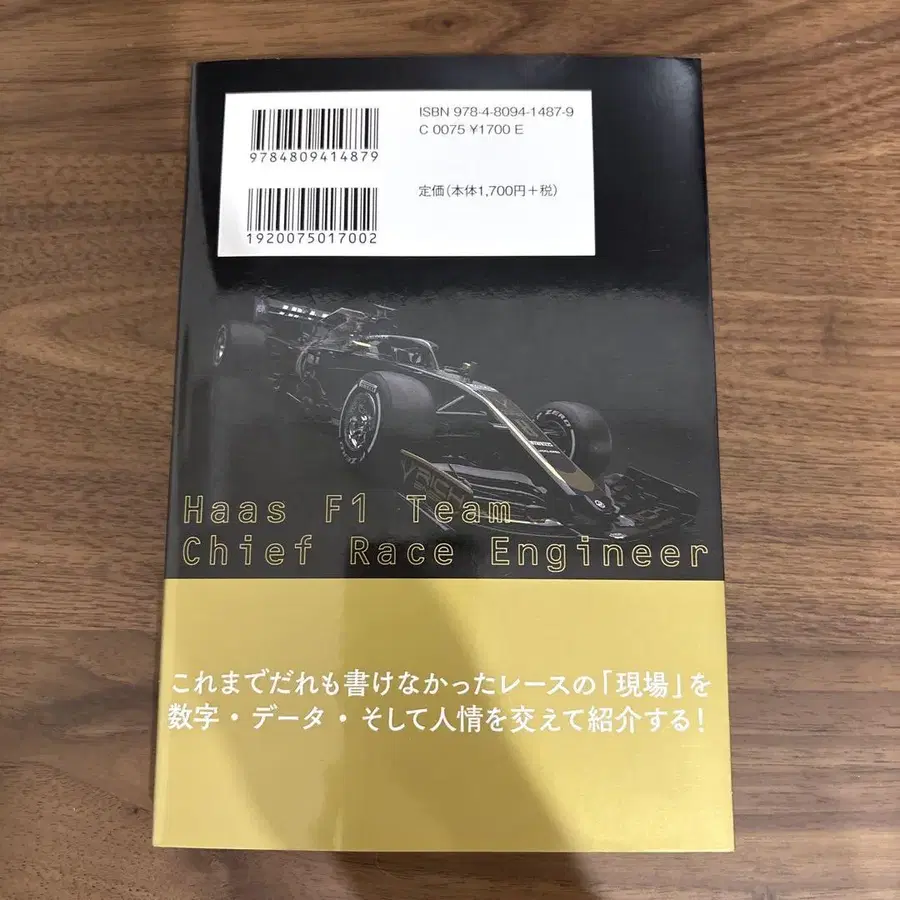 ISBN 978-4-8094-1487-9
C 0075 ¥1700 E
9784809414879
定価(本体1,700円+税)
1920075017002
ZERO
VRICH
Haas F1 Team
Chief Race Engineer
これまでだれも書けなかったレースの「現場」を
数字・データ・そして人情を交えて紹介する!